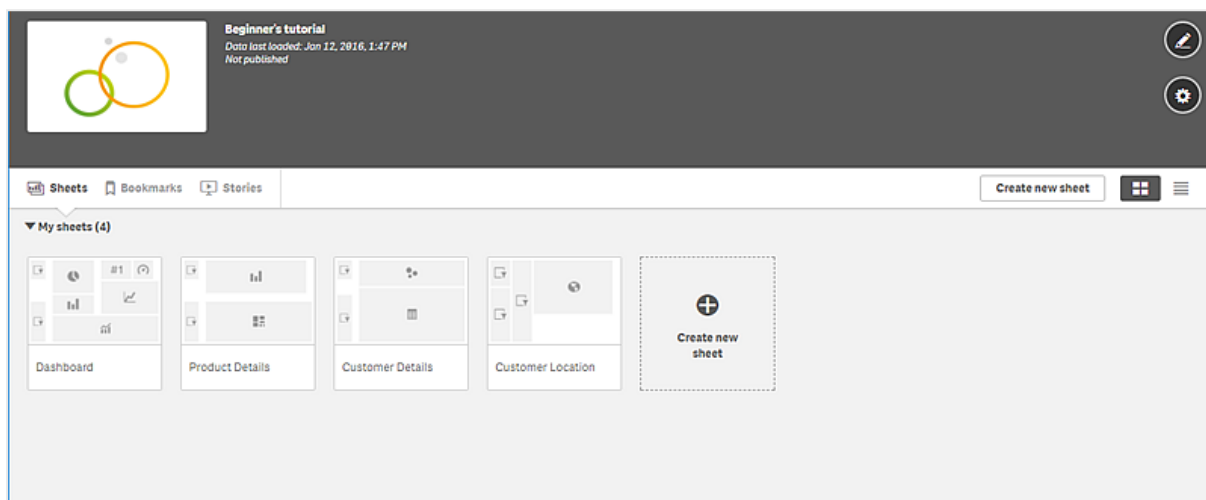 Beginner's tutorial
Data last loaded: Jan 12, 2016, 1:47 PM
Not published
Sheets Bookmarks Stories
Create new sheet
My sheets (4)
#1
Create new
sheet
Dashboard
Product Details
Customer Details
Customer Location